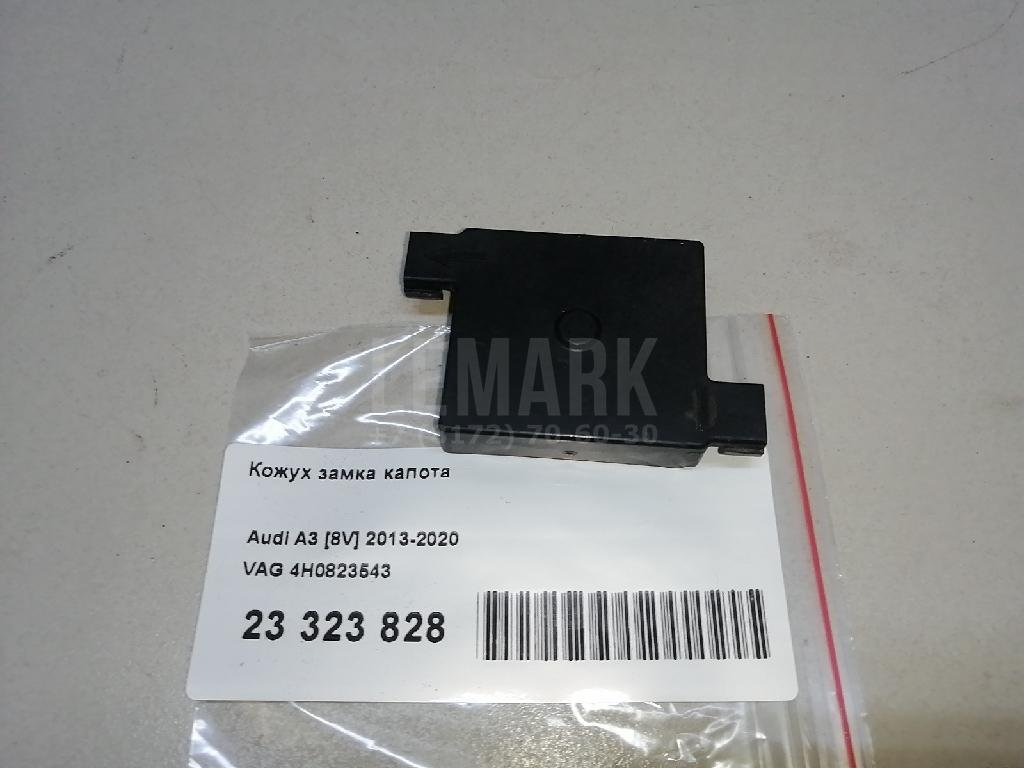 LEMARK
Кожух замка капота
Audi A3 [8V] 2013-2020
VAG 4H0823543
23 323 828